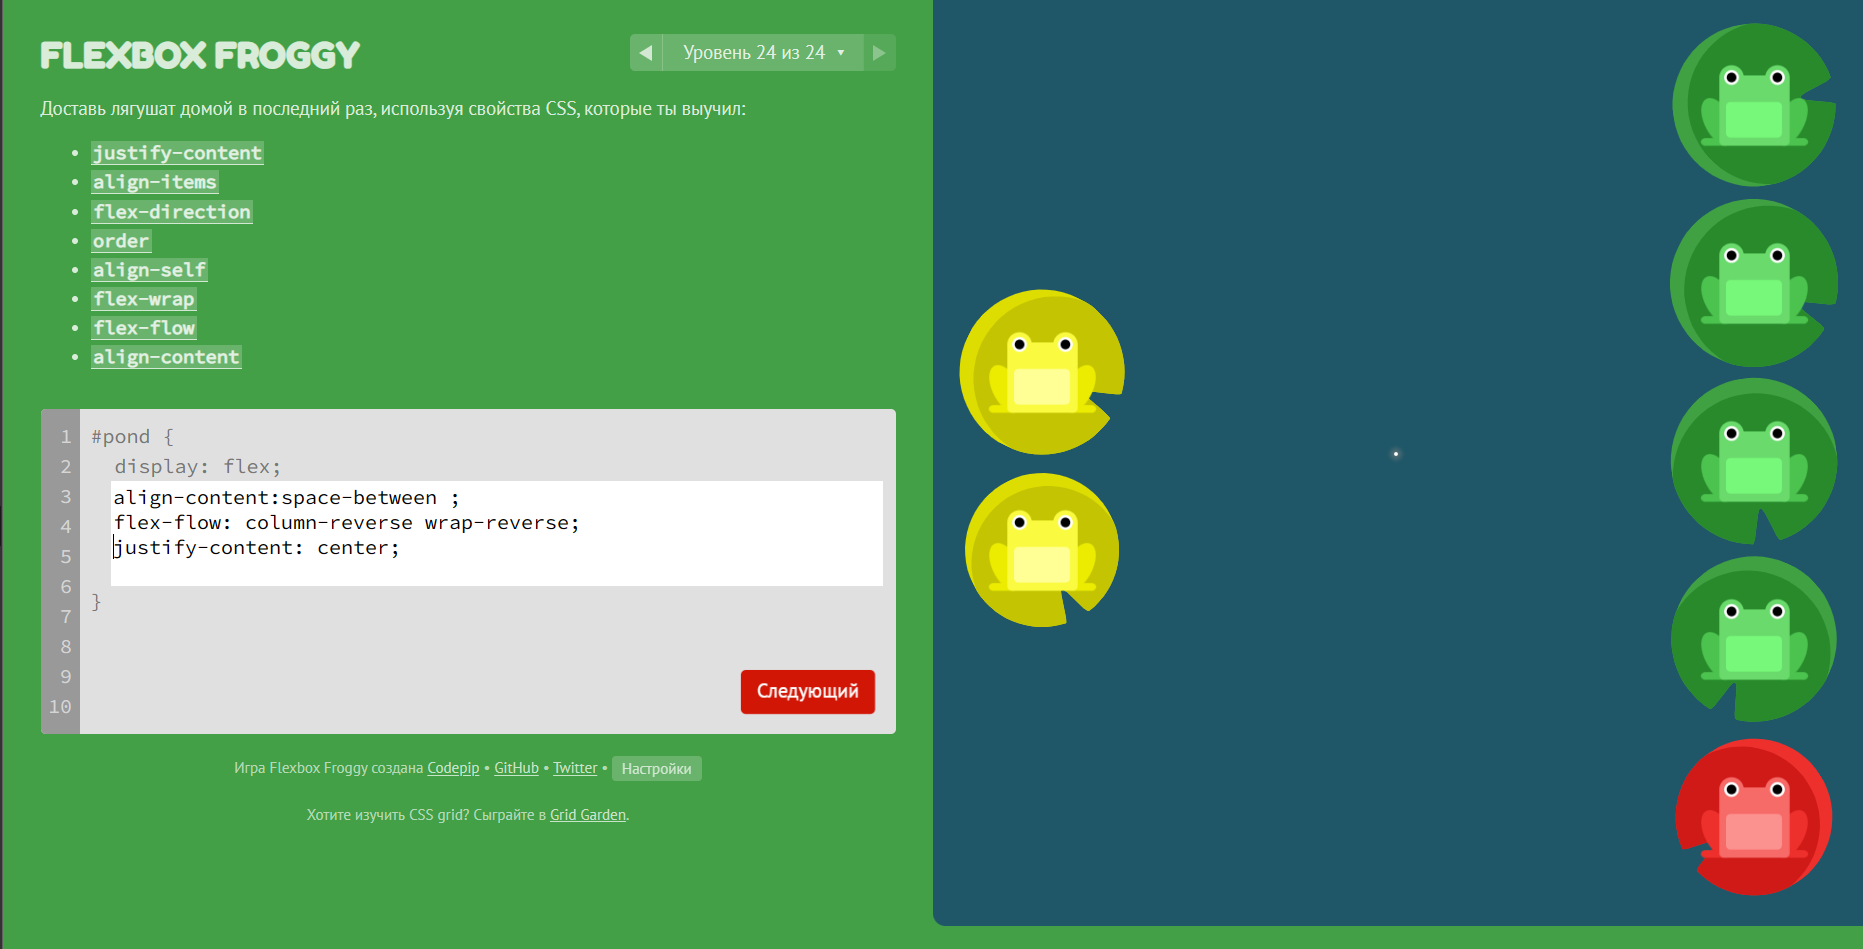 FLEXBOX FROGGY
◀ Уровень 24 из 24 ▾ ▶
Доставь лягушат домой в последний раз, используя свойства CSS, которые ты выучил:
• justify-content
• align-items
• flex-direction
• order
• align-self
• flex-wrap
• flex-flow
• align-content
1 #pond {
2 display: flex;
3 align-content:space-between ;
4 flex-flow: column-reverse wrap-reverse;
5 justify-content: center;
6 }
7
8
9
10
Следующий
Игра Flexbox Froggy создана Codepip • GitHub • Twitter • Настройки
Хотите изучить CSS grid? Сыграйте в Grid Garden.